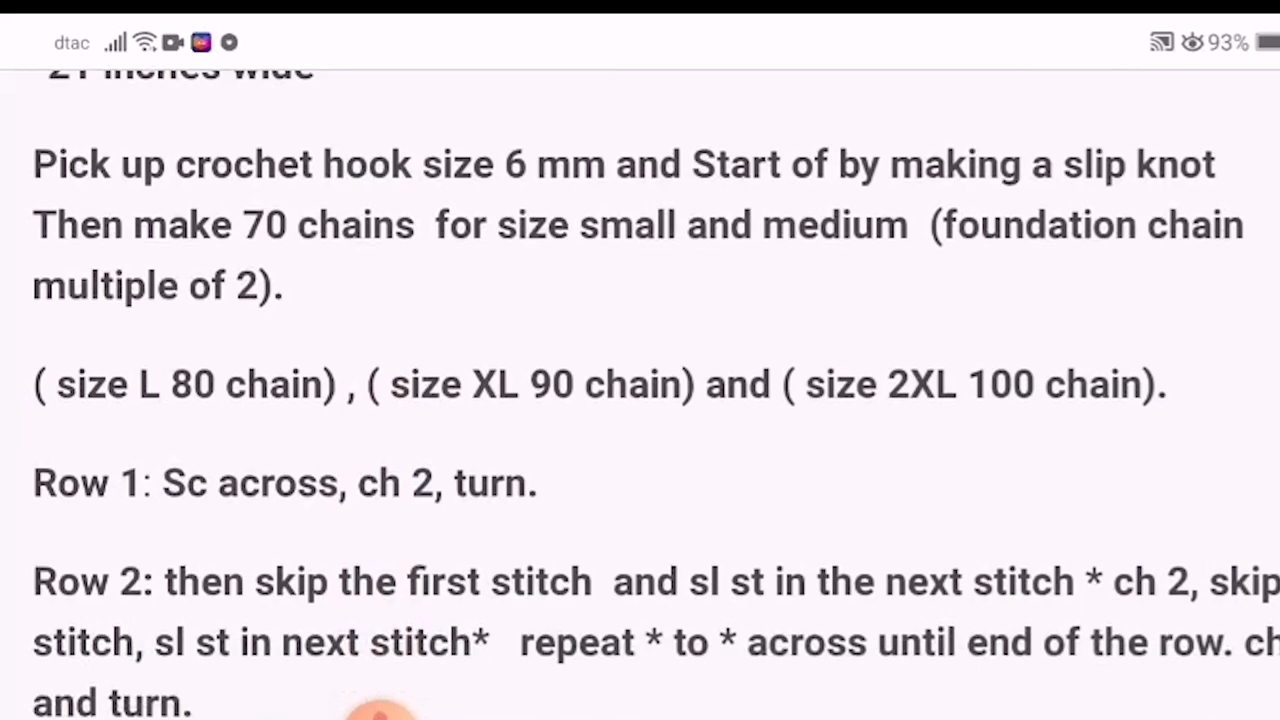 dtac 93%
21 inches wide
Pick up crochet hook size 6 mm and Start of by making a slip knot
Then make 70 chains for size small and medium (foundation chain
multiple of 2).
( size L 80 chain) , ( size XL 90 chain) and ( size 2XL 100 chain).
Row 1: Sc across, ch 2, turn.
Row 2: then skip the first stitch and sl st in the next stitch * ch 2, skip
stitch, sl st in next stitch* repeat * to * across until end of the row. ch
and turn.